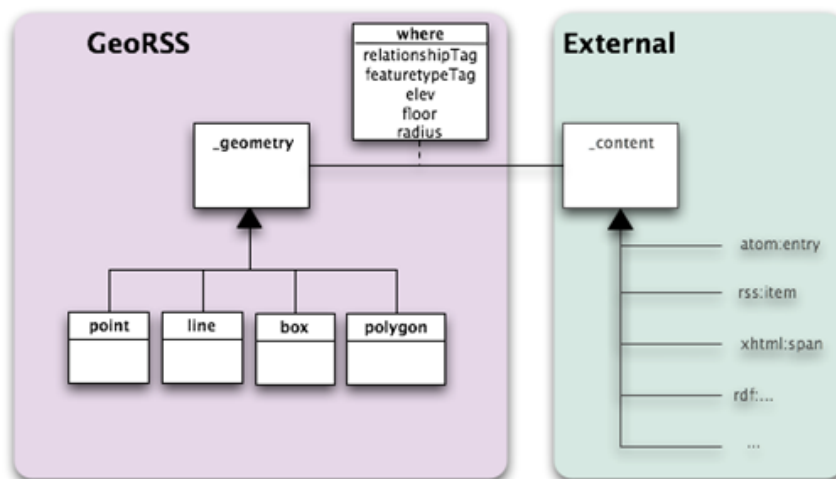 GeoRSS
where
relationshipTag
featuretypeTag
elev
floor
radius
_geometry
point
line
box
polygon
External
_content
atom:entry
rss:item
xhtml:span
rdf:...
...